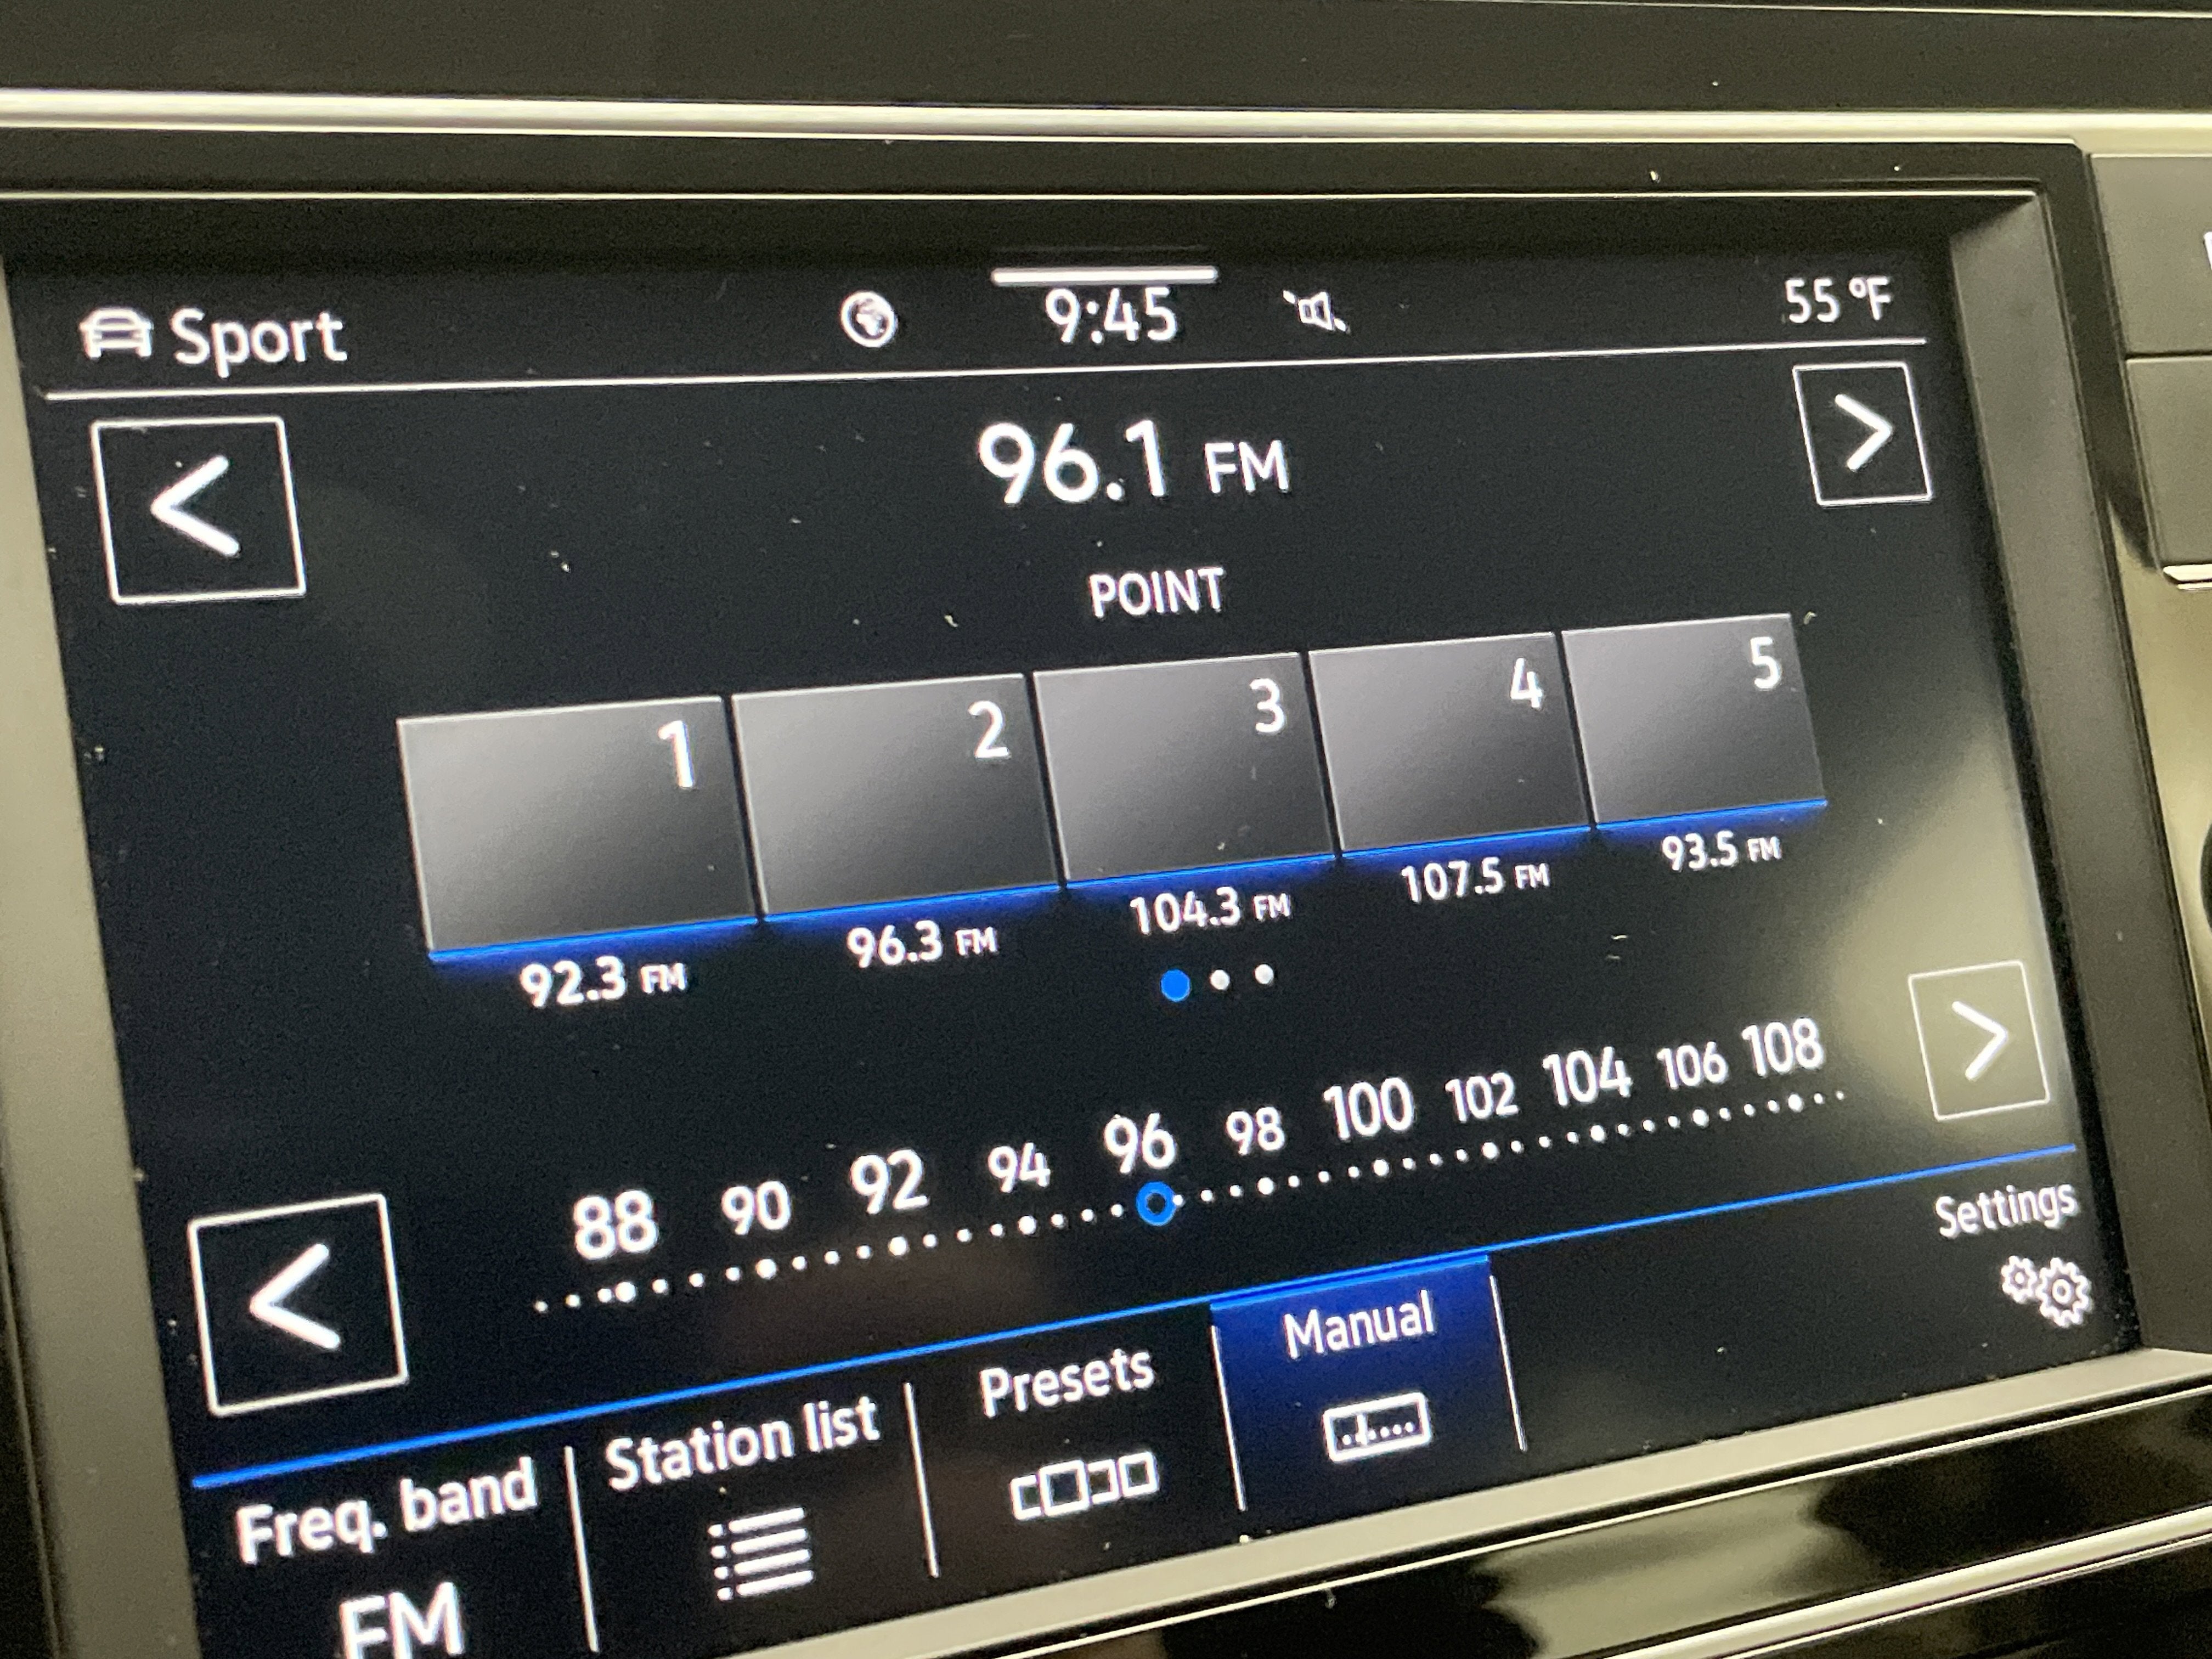 Sport 9:45 55 °F
96.1 FM
POINT
1 2 3 4 5
92.3 FM 96.3 FM 104.3 FM 107.5 FM 93.5 FM
88 90 92 94 96 98 100 102 104 106 108
Freq. band Station list Presets Manual Settings
FM